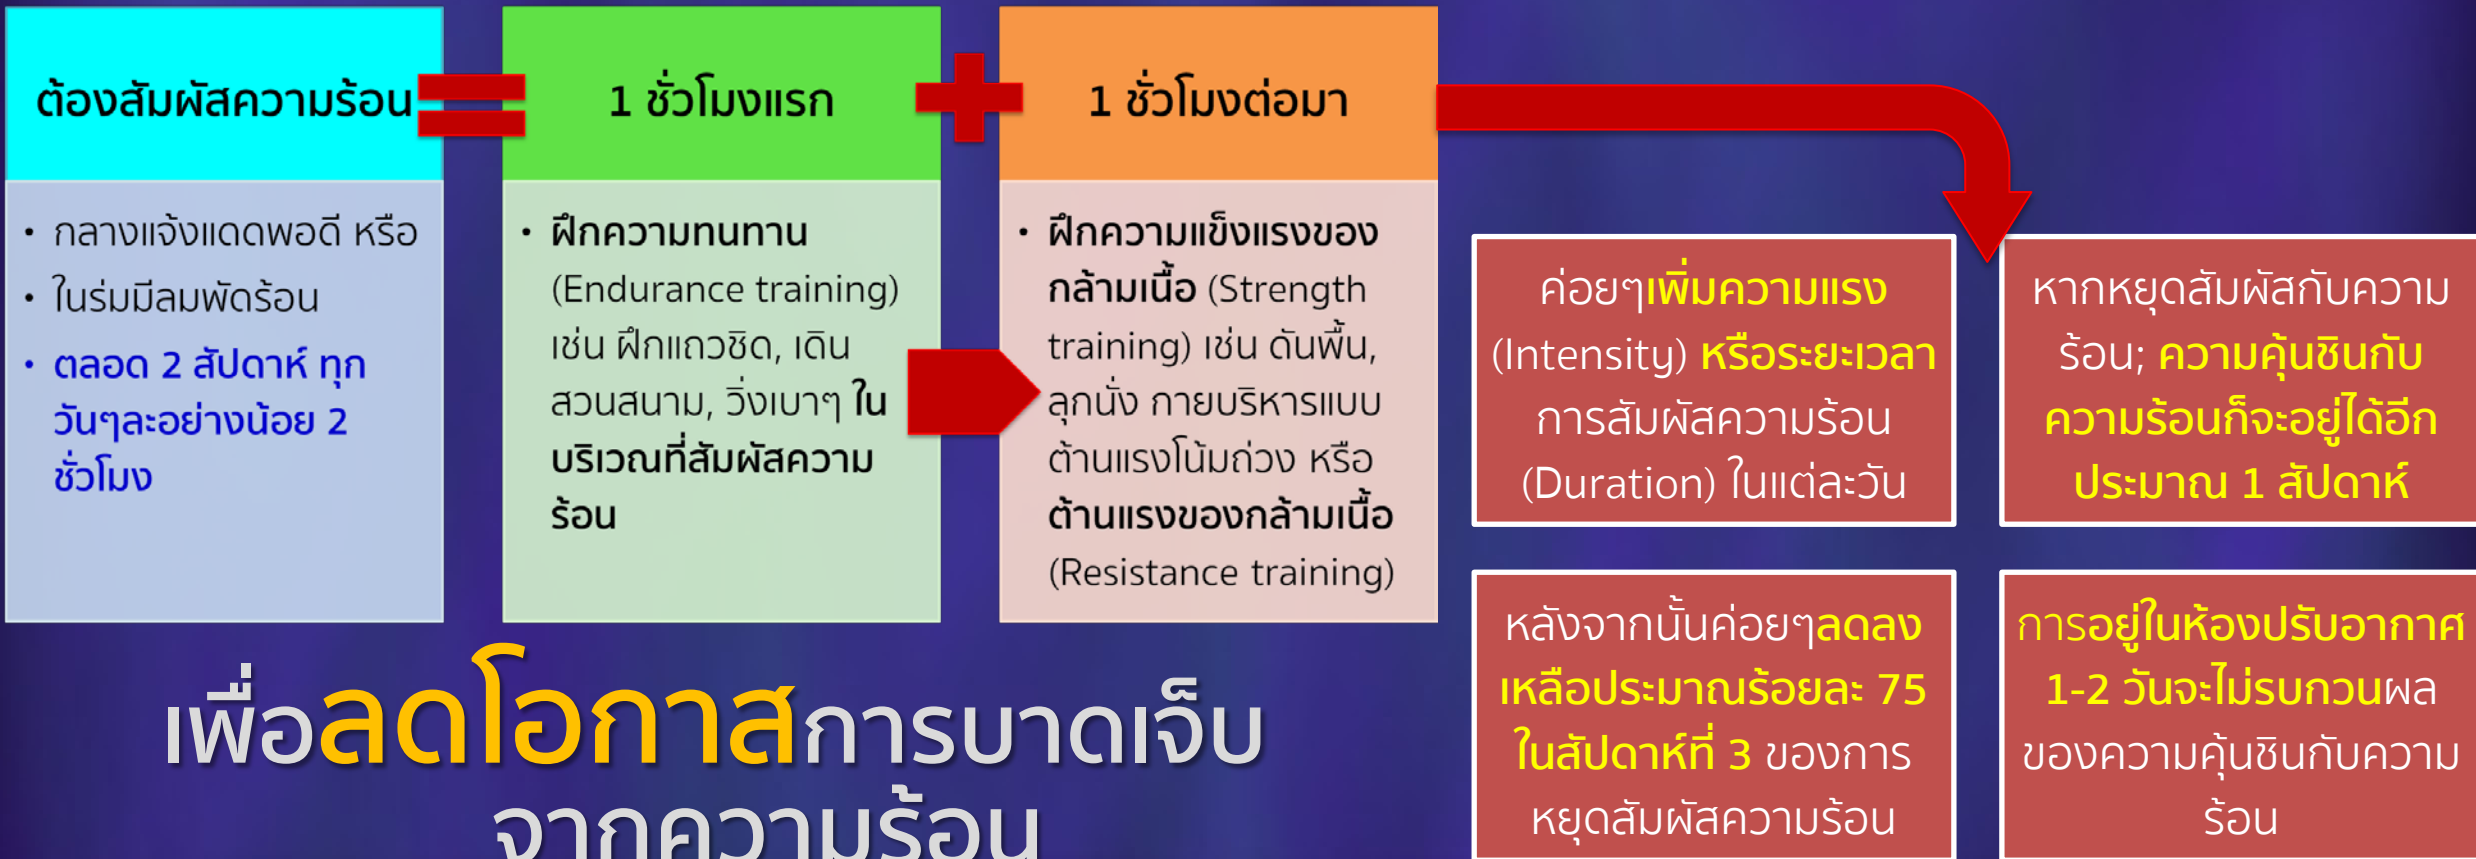 ต้องสัมผัสความร้อน
• กลางแจ้งแดดพอดี หรือ
• ในร่มมีลมพัดร้อน
• ตลอด 2 สัปดาห์ ทุก
วันๆละอย่างน้อย 2
ชั่วโมง
1 ชั่วโมงแรก
• ฝึกความทนทาน
(Endurance training)
เช่น ฝึกแถวชิด, เดิน
สวนสนาม, วิ่งเบาๆ ใน
บริเวณที่สัมผัสความ
ร้อน
1 ชั่วโมงต่อมา
• ฝึกความแข็งแรงของ
กล้ามเนื้อ (Strength
training) เช่น ดันพื้น,
ลุกนั่ง กายบริหารแบบ
ต้านแรงโน้มถ่วง หรือ
ต้านแรงของกล้ามเนื้อ
(Resistance training)
ค่อยๆเพิ่มความแรง
(Intensity) หรือระยะเวลา
การสัมผัสความร้อน
(Duration) ในแต่ละวัน
หากหยุดสัมผัสกับความ
ร้อน; ความคุ้นชินกับ
ความร้อนก็จะอยู่ได้อีก
ประมาณ 1 สัปดาห์
หลังจากนั้นค่อยๆลดลง
เหลือประมาณร้อยละ 75
ในสัปดาห์ที่ 3 ของการ
หยุดสัมผัสความร้อน
การอยู่ในห้องปรับอากาศ
1-2 วันจะไม่รบกวนผล
ของความคุ้นชินกับความ
ร้อน
เพื่อลดโอกาสการบาดเจ็บ
จากความร้อน